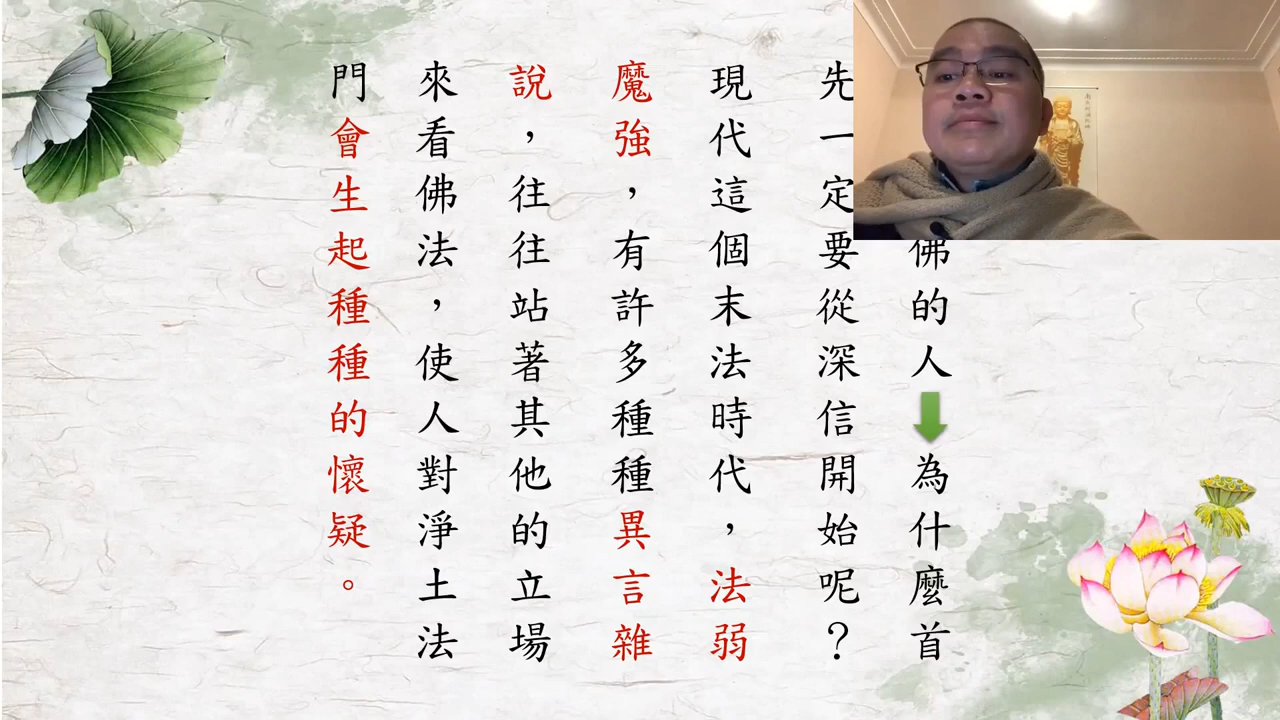 佛的人為什麼首
先一定要從深信開始呢？
現代這個末法時代，法弱
魔強，有許多種種異言雜
說，往往站著其他的立場
來看佛法，使人對淨土法
門會生起種種的懷疑。